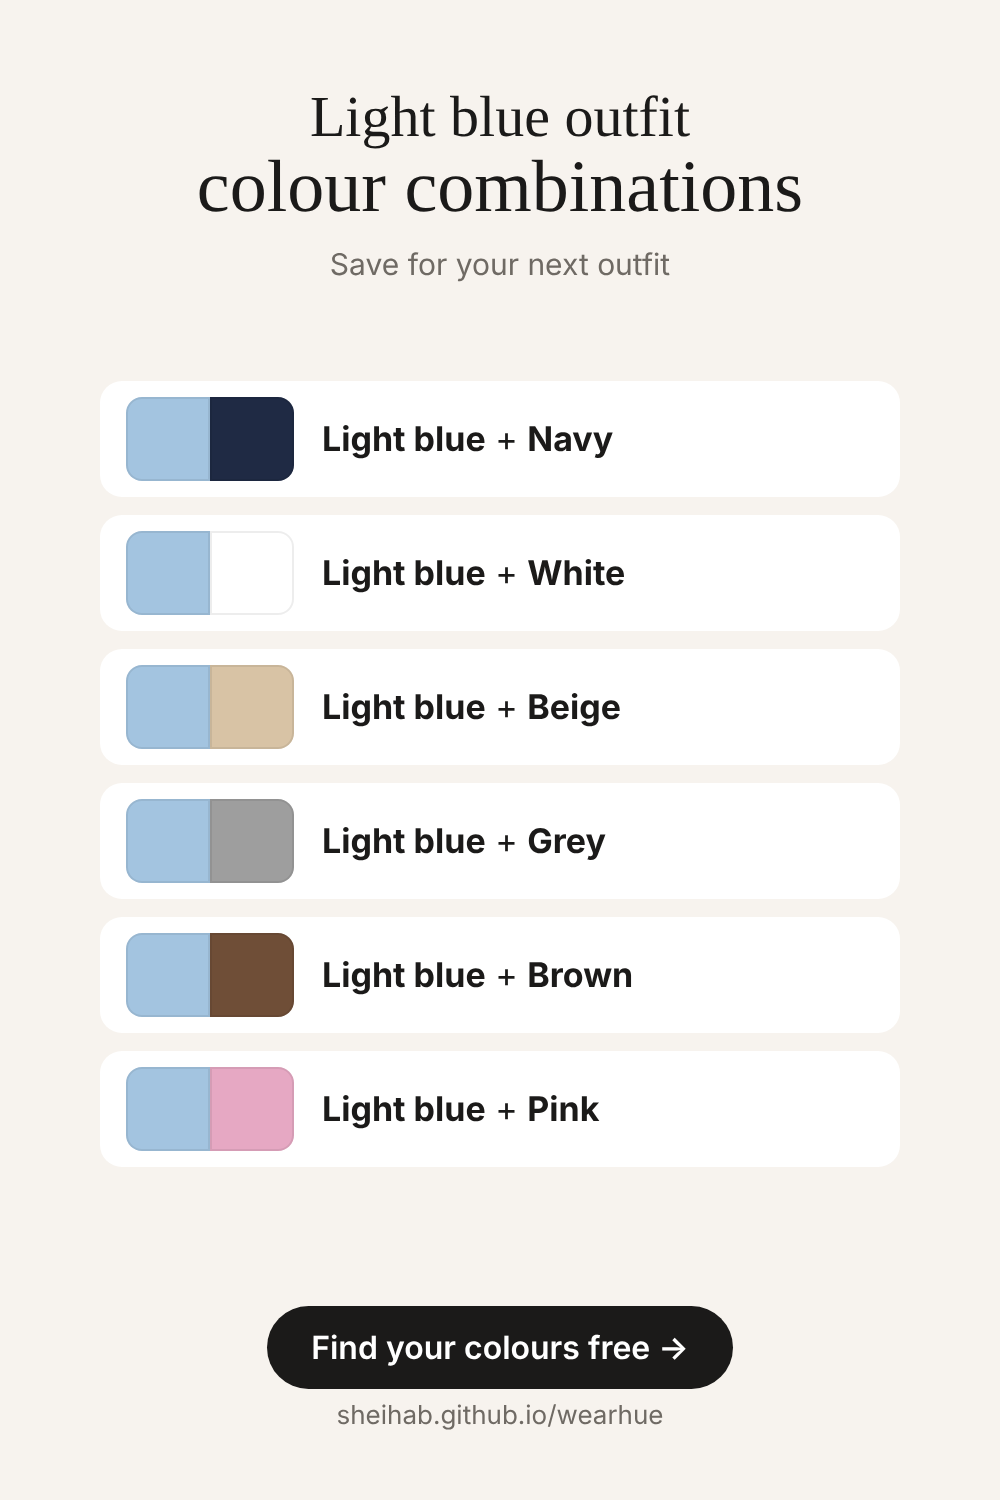 Light blue outfit
colour combinations
Save for your next outfit
Light blue + Navy
Light blue + White
Light blue + Beige
Light blue + Grey
Light blue + Brown
Light blue + Pink
Find your colours free →
sheihab.github.io/wearhue